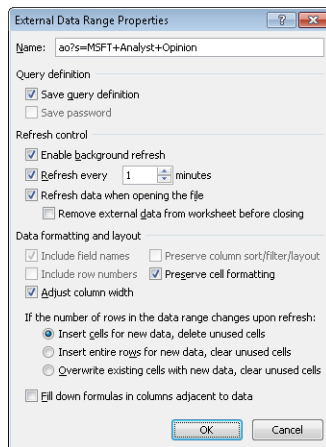 External Data Range Properties
Name: ao?s=MSFT+Analyst+Opinion
Query definition
Save query definition
Save password
Refresh control
Enable background refresh
Refresh every 1 minutes
Refresh data when opening the file
Remove external data from worksheet before closing
Data formatting and layout
Include field names Preserve column sort/filter/layout
Include row numbers Preserve cell formatting
Adjust column width
If the number of rows in the data range changes upon refresh:
Insert cells for new data, delete unused cells
Insert entire rows for new data, clear unused cells
Overwrite existing cells with new data, clear unused cells
Fill down formulas in columns adjacent to data
OK Cancel